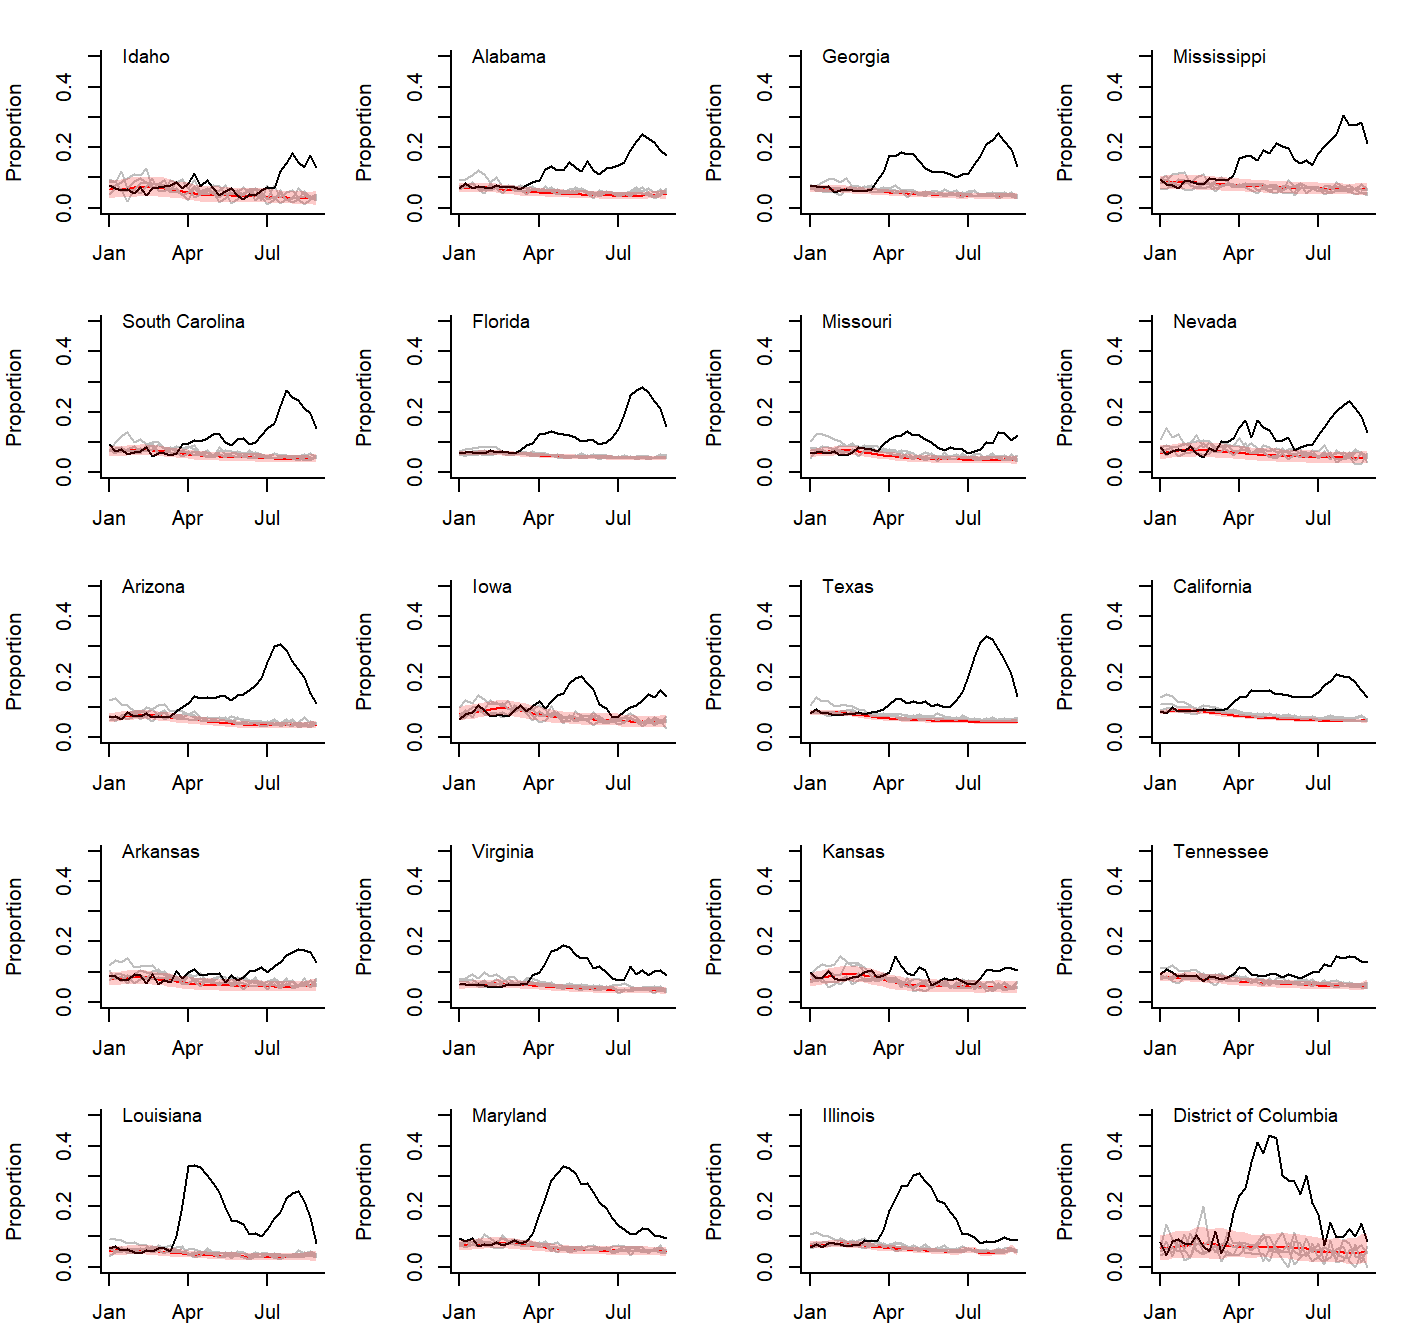 Idaho
Alabama
Georgia
Mississippi
Proportion
0.0 0.2 0.4
Jan Apr Jul
Proportion
0.0 0.2 0.4
Jan Apr Jul
Proportion
0.0 0.2 0.4
Jan Apr Jul
Proportion
0.0 0.2 0.4
Jan Apr Jul
South Carolina
Florida
Missouri
Nevada
Proportion
0.0 0.2 0.4
Jan Apr Jul
Proportion
0.0 0.2 0.4
Jan Apr Jul
Proportion
0.0 0.2 0.4
Jan Apr Jul
Proportion
0.0 0.2 0.4
Jan Apr Jul
Arizona
Iowa
Texas
California
Proportion
0.0 0.2 0.4
Jan Apr Jul
Proportion
0.0 0.2 0.4
Jan Apr Jul
Proportion
0.0 0.2 0.4
Jan Apr Jul
Proportion
0.0 0.2 0.4
Jan Apr Jul
Arkansas
Virginia
Kansas
Tennessee
Proportion
0.0 0.2 0.4
Jan Apr Jul
Proportion
0.0 0.2 0.4
Jan Apr Jul
Proportion
0.0 0.2 0.4
Jan Apr Jul
Proportion
0.0 0.2 0.4
Jan Apr Jul
Louisiana
Maryland
Illinois
District of Columbia
Proportion
0.0 0.2 0.4
Jan Apr Jul
Proportion
0.0 0.2 0.4
Jan Apr Jul
Proportion
0.0 0.2 0.4
Jan Apr Jul
Proportion
0.0 0.2 0.4
Jan Apr Jul